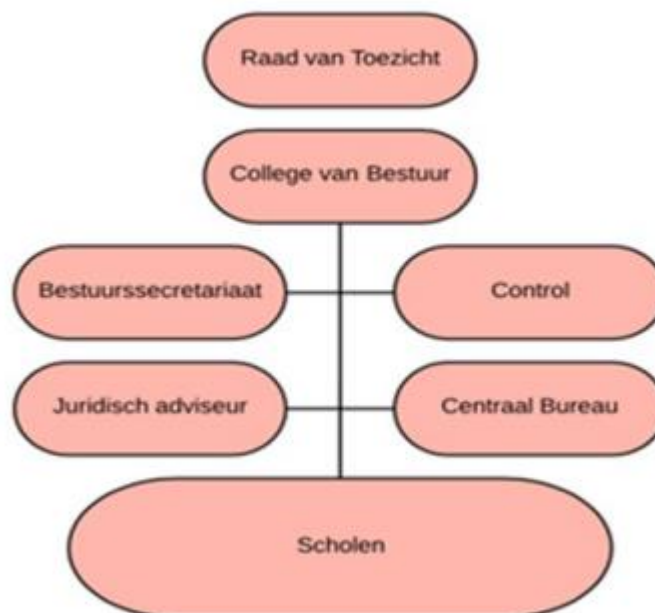 Raad van Toezicht
College van Bestuur
Bestuurssecretariaat
Control
Juridisch adviseur
Centraal Bureau
Scholen